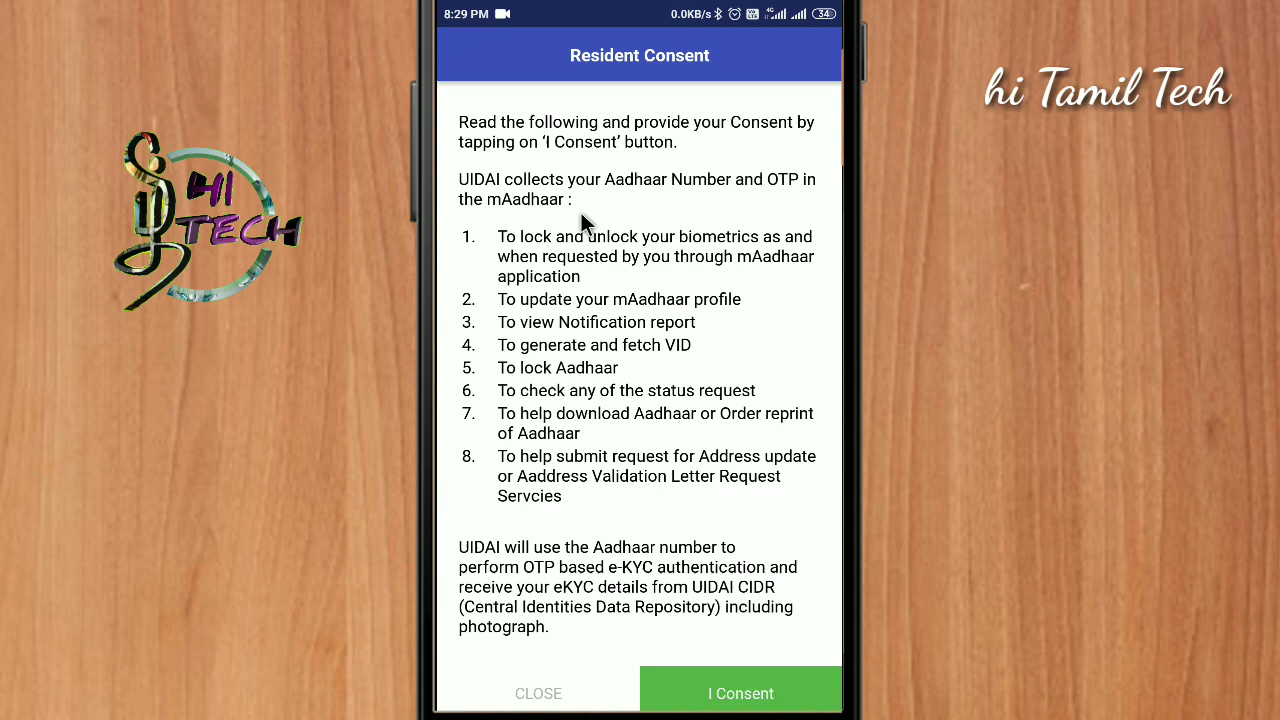 8:29 PM
0.0KB/s
4G
34
Resident Consent
hi Tamil Tech
HI
TECH
Read the following and provide your Consent by
tapping on ‘I Consent’ button.
UIDAI collects your Aadhaar Number and OTP in
the mAadhaar :
1. To lock and unlock your biometrics as and
when requested by you through mAadhaar
application
2. To update your mAadhaar profile
3. To view Notification report
4. To generate and fetch VID
5. To lock Aadhaar
6. To check any of the status request
7. To help download Aadhaar or Order reprint
of Aadhaar
8. To help submit request for Address update
or Aaddress Validation Letter Request
Servcies
UIDAI will use the Aadhaar number to
perform OTP based e-KYC authentication and
receive your eKYC details from UIDAI CIDR
(Central Identities Data Repository) including
photograph.
CLOSE
I Consent